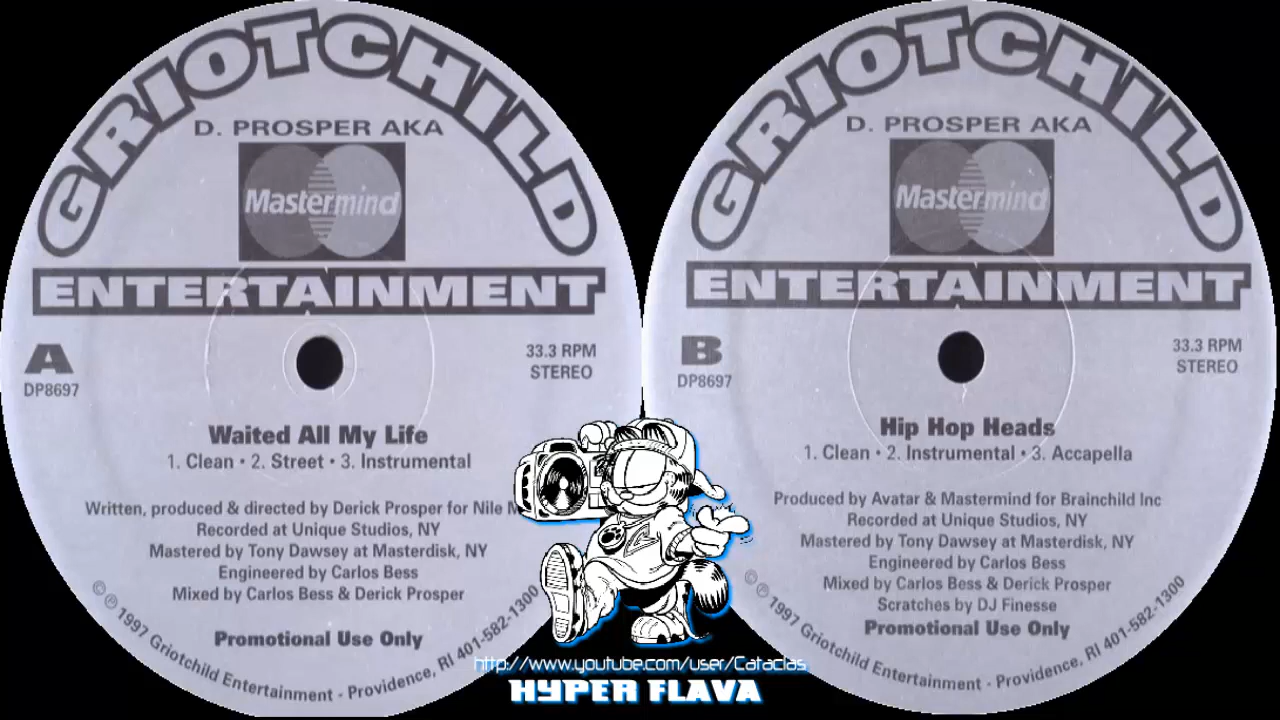 GRIOTCHILD
D. PROSPER AKA
Mastermind
ENTERTAINMENT
A
DP8697
33.3 RPM
STEREO
Waited All My Life
1. Clean • 2. Street • 3. Instrumental
Written, produced & directed by Derick Prosper for Nile
Recorded at Unique Studios, NY
Mastered by Tony Dawsey at Masterdisk, NY
Engineered by Carlos Bess
Mixed by Carlos Bess & Derick Prosper
Promotional Use Only
© ℗ 1997 Griotchild Entertainment - Providence, RI 401-582-1300
GRIOTCHILD
D. PROSPER AKA
Mastermind
ENTERTAINMENT
B
DP8697
33.3 RPM
STEREO
Hip Hop Heads
1. Clean • 2. Instrumental • 3. Accapella
Produced by Avatar & Mastermind for Brainchild Inc
Recorded at Unique Studios, NY
Mastered by Tony Dawsey at Masterdisk, NY
Engineered by Carlos Bess
Mixed by Carlos Bess & Derick Prosper
Scratches by DJ Finesse
Promotional Use Only
© ℗ 1997 Griotchild Entertainment - Providence, RI 401-582-1300
http://www.youtube.com/user/Cataclas
HYPER FLAVA